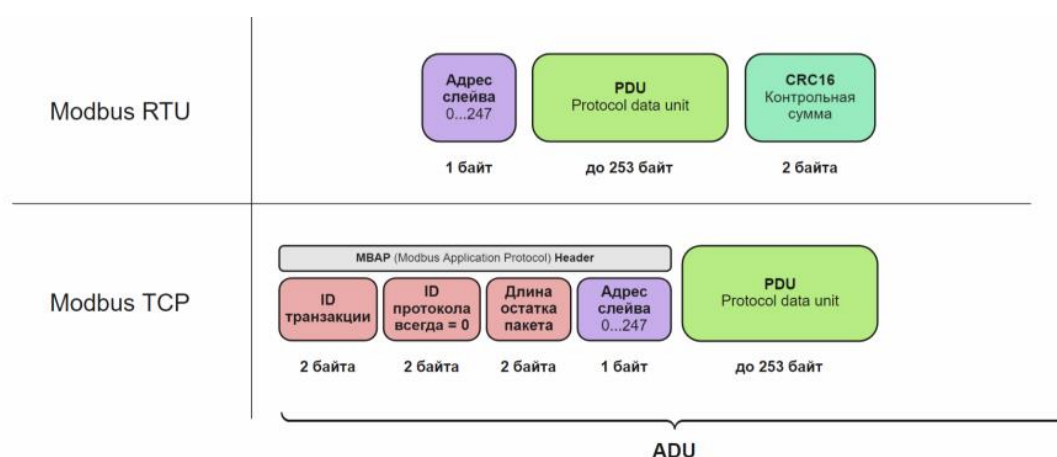 Modbus RTU
Адрес
слейва
0...247
PDU
Protocol data unit
CRC16
Контрольная
сумма
1 байт
до 253 байт
2 байта
Modbus TCP
MBAP (Modbus Application Protocol) Header
ID
транзакции
ID
протокола
всегда = 0
Длина
остатка
пакета
Адрес
слейва
0...247
PDU
Protocol data unit
2 байта
2 байта
2 байта
1 байт
до 253 байт
ADU